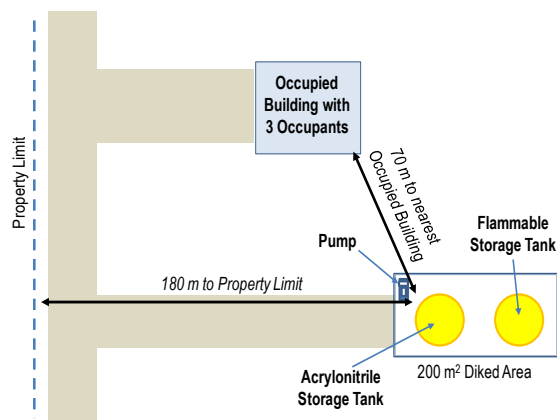 Property Limit
Occupied
Building with
3 Occupants
70 m to nearest
Occupied Building
Flammable
Storage Tank
Pump
180 m to Property Limit
Acrylonitrile
Storage Tank
200 m² Diked Area